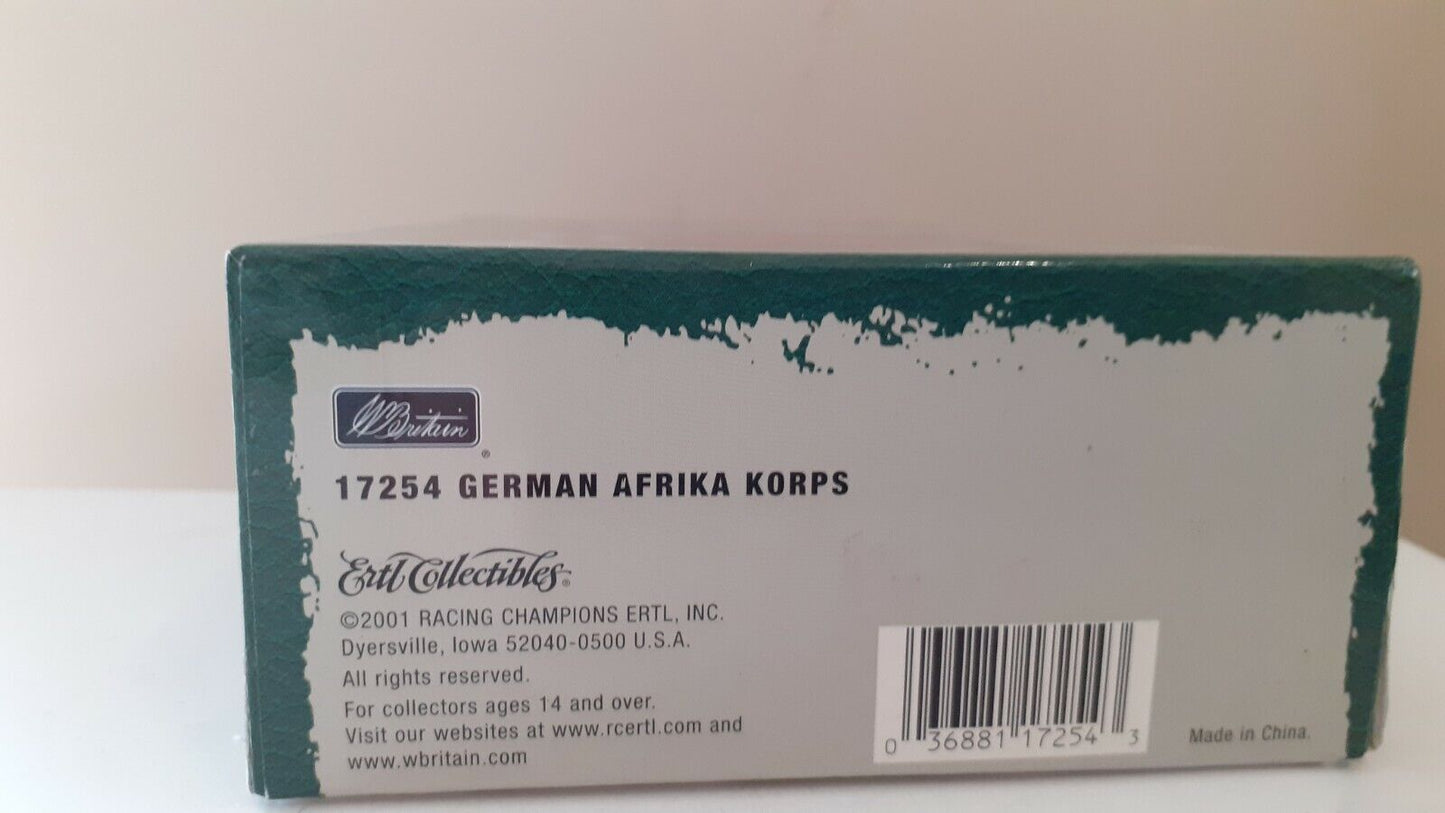 WBritain®
17254 GERMAN AFRIKA KORPS
Ertl Collectibles®
©2001 RACING CHAMPIONS ERTL, INC.
Dyersville, Iowa 52040-0500 U.S.A.
All rights reserved.
For collectors ages 14 and over.
Visit our websites at www.rcertl.com and
www.wbritain.com
0 36881 17254 3
Made in China.